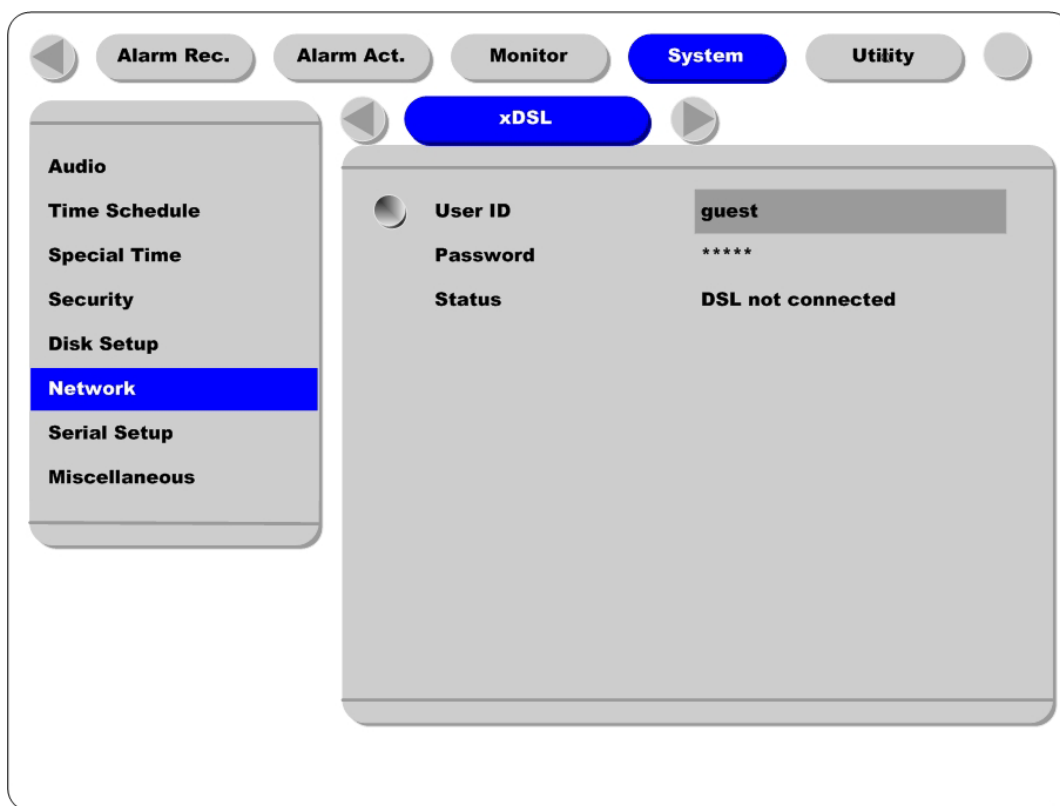 Alarm Rec. Alarm Act. Monitor System Utility
xDSL
Audio
Time Schedule
Special Time
Security
Disk Setup
Network
Serial Setup
Miscellaneous
User ID guest
Password *****
Status DSL not connected